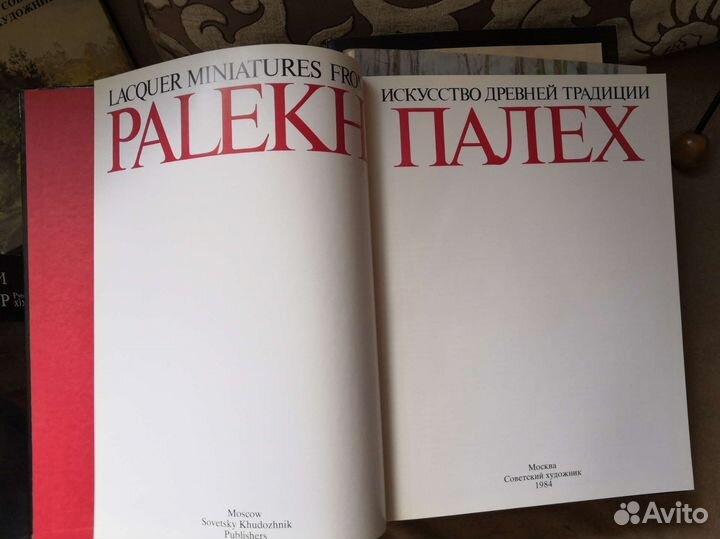 LACQUER MINIATURES FRO
PALEKH
Moscow
Sovetsky Khudozhnik
Publishers
ИСКУССТВО ДРЕВНЕЙ ТРАДИЦИИ
ПАЛЕХ
Москва
Советский художник
1984
Avito